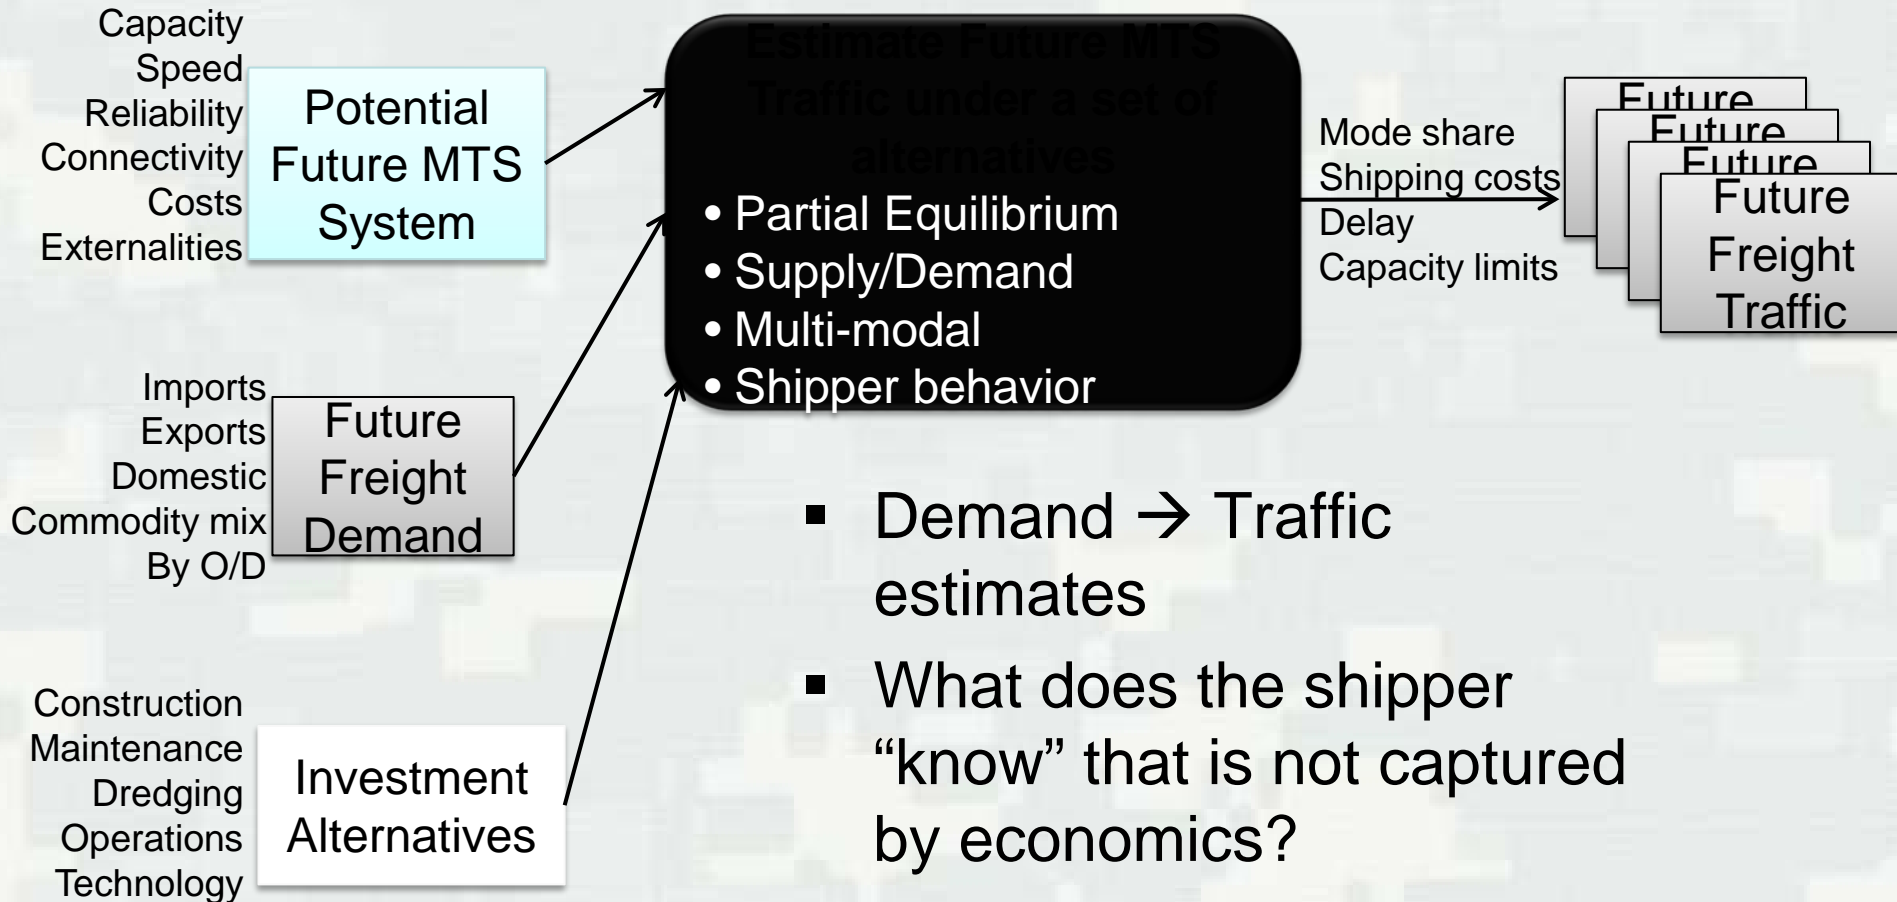 Capacity
Speed
Reliability
Connectivity
Costs
Externalities
Potential
Future MTS
System
Imports
Exports
Domestic
Commodity mix
By O/D
Future
Freight
Demand
Construction
Maintenance
Dredging
Operations
Technology
Investment
Alternatives
Estimate Future MTS
Traffic under a set of
alternatives
• Partial Equilibrium
• Supply/Demand
• Multi-modal
• Shipper behavior
Mode share
Shipping costs
Delay
Capacity limits
Future
Future
Future
Future
Freight
Traffic
▪ Demand → Traffic
estimates
▪ What does the shipper
“know” that is not captured
by economics?